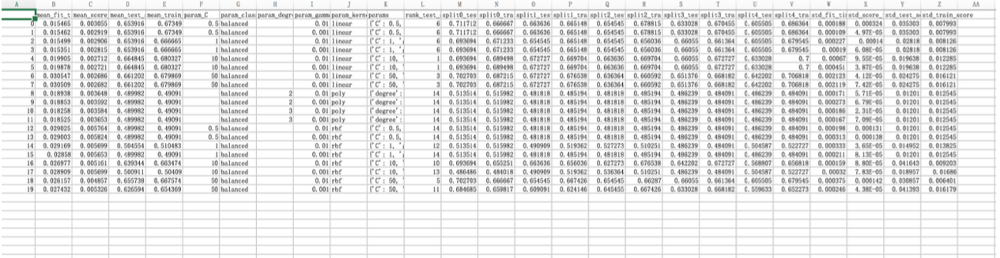 A B C D E F G H I J K L M N O P Q R S T U V W X Y Z AA
mean_fit_t mean_score mean_test_ mean_train param_C param_clas param_degre param_gamm param_kern params rank_test_ split0_tes split0_tra split1_tes split1_tra split2_tes split2_tra split3_tes split3_tra split4_tes split4_tra std_fit_tim std_score_ std_test_s std_train_score
0 0.015465 0.003055 0.653916 0.67349 0.5 balanced 0.01 linear {'C': 0.5, 6 0.711712 0.666667 0.663636 0.665148 0.654545 0.678815 0.633028 0.670455 0.605505 0.686364 0.000188 0.000324 0.035303 0.007993
1 0.015462 0.002919 0.653916 0.67349 0.5 balanced 0.001 linear {'C': 0.5, 6 0.711712 0.666667 0.663636 0.665148 0.654545 0.678815 0.633028 0.670455 0.605505 0.686364 0.000109 4.97E-05 0.035303 0.007993
2 0.015499 0.002906 0.653916 0.666665 1 balanced 0.01 linear {'C': 1, 6 0.693694 0.671233 0.654545 0.665148 0.654545 0.656036 0.66055 0.661364 0.605505 0.679545 0.000227 0.00014 0.02818 0.008126
3 0.015351 0.002815 0.653916 0.666665 1 balanced 0.001 linear {'C': 1, 6 0.693694 0.671233 0.654545 0.665148 0.654545 0.656036 0.66055 0.661364 0.605505 0.679545 0.00019 6.08E-05 0.02818 0.008126
4 0.019905 0.002712 0.664845 0.680327 10 balanced 0.01 linear {'C': 10, 1 0.693694 0.689498 0.672727 0.669704 0.663636 0.669704 0.66055 0.672727 0.633028 0.7 0.00067 9.55E-05 0.019638 0.012285
5 0.019878 0.002721 0.664845 0.680327 10 balanced 0.001 linear {'C': 10, 1 0.693694 0.689498 0.672727 0.669704 0.663636 0.669704 0.66055 0.672727 0.633028 0.7 0.000451 3.87E-05 0.019638 0.012285
6 0.030547 0.002686 0.661202 0.679869 50 balanced 0.01 linear {'C': 50, 3 0.702703 0.687215 0.672727 0.676538 0.636364 0.660592 0.651376 0.668182 0.642202 0.706818 0.002123 4.12E-05 0.024275 0.016121
7 0.030509 0.002682 0.661202 0.679869 50 balanced 0.001 linear {'C': 50, 3 0.702703 0.687215 0.672727 0.676538 0.636364 0.660592 0.651376 0.668182 0.642202 0.706818 0.002119 7.42E-05 0.024275 0.016121
8 0.018938 0.003648 0.489982 0.49091 balanced 2 0.01 poly {'degree': 14 0.513514 0.515982 0.481818 0.485194 0.481818 0.485194 0.486239 0.484091 0.486239 0.484091 0.000171 5.71E-05 0.01201 0.012545
9 0.018853 0.003592 0.489982 0.49091 balanced 2 0.001 poly {'degree': 14 0.513514 0.515982 0.481818 0.485194 0.481818 0.485194 0.486239 0.484091 0.486239 0.484091 0.000273 6.79E-05 0.01201 0.012545
10 0.018258 0.003584 0.489982 0.49091 balanced 3 0.01 poly {'degree': 14 0.513514 0.515982 0.481818 0.485194 0.481818 0.485194 0.486239 0.484091 0.486239 0.484091 0.000186 2.31E-05 0.01201 0.012545
11 0.018525 0.003653 0.489982 0.49091 balanced 3 0.001 poly {'degree': 14 0.513514 0.515982 0.481818 0.485194 0.481818 0.485194 0.486239 0.484091 0.486239 0.484091 0.000167 7.09E-05 0.01201 0.012545
12 0.029025 0.005764 0.489982 0.49091 0.5 balanced 0.01 rbf {'C': 0.5, 14 0.513514 0.515982 0.481818 0.485194 0.481818 0.485194 0.486239 0.484091 0.486239 0.484091 0.000198 0.000131 0.01201 0.012545
13 0.029003 0.005824 0.489982 0.49091 0.5 balanced 0.001 rbf {'C': 0.5, 14 0.513514 0.515982 0.481818 0.485194 0.481818 0.485194 0.486239 0.484091 0.486239 0.484091 0.000313 0.000138 0.01201 0.012545
14 0.029169 0.005699 0.504554 0.510483 1 balanced 0.01 rbf {'C': 1, 12 0.513514 0.515982 0.490909 0.519362 0.527273 0.510251 0.486239 0.484091 0.504587 0.522727 0.000333 3.65E-05 0.014952 0.013825
15 0.02858 0.005653 0.489982 0.49091 1 balanced 0.001 rbf {'C': 1, 14 0.513514 0.515982 0.481818 0.485194 0.481818 0.485194 0.486239 0.484091 0.486239 0.484091 0.000211 8.13E-05 0.01201 0.012545
16 0.026977 0.005161 0.639344 0.663474 10 balanced 0.01 rbf {'C': 10, 10 0.693694 0.655251 0.663636 0.656036 0.627273 0.676538 0.642202 0.672727 0.568807 0.656818 0.000159 8.80E-05 0.041643 0.009203
17 0.028909 0.005699 0.500911 0.50409 10 balanced 0.001 rbf {'C': 10, 13 0.486486 0.484018 0.490909 0.519362 0.536364 0.510251 0.486239 0.484091 0.504587 0.522727 0.00032 7.83E-05 0.018957 0.01686
18 0.026157 0.004857 0.655738 0.667574 50 balanced 0.01 rbf {'C': 50, 5 0.702703 0.666667 0.654545 0.667426 0.654545 0.66287 0.66055 0.661364 0.605505 0.679545 0.000375 0.000142 0.030857 0.006401
19 0.027432 0.005326 0.626594 0.654369 50 balanced 0.001 rbf {'C': 50, 11 0.684685 0.659817 0.609091 0.624146 0.645455 0.667426 0.633028 0.668182 0.559633 0.652273 0.000246 4.38E-05 0.041393 0.016179